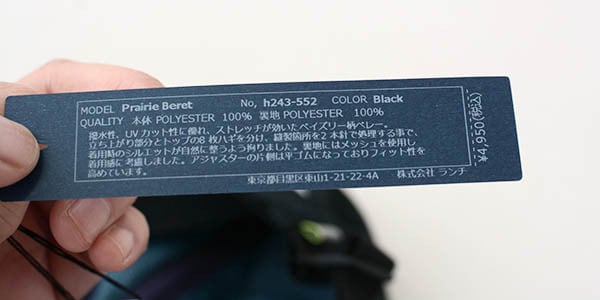 MODEL Prairie Beret No, h243-552 COLOR Black
QUALITY 本体 POLYESTER 100% 裏地 POLYESTER 100%
撥水性、UVカット性に優れ、ストレッチが効いたペイズリー柄ベレー。
立ち上がり部分とトップの8枚ハギを分け、縫製箇所を2本針で処理する事で、
着用時のシルエットが自然に整うよう拘りました。裏地にはメッシュを使用し
着用感に考慮しました。アジャスターの片側は平ゴムになっておりフィット性を
高めています。
東京都目黒区東山1-21-22-4A 株式会社 ランチ
¥4,950(税込)